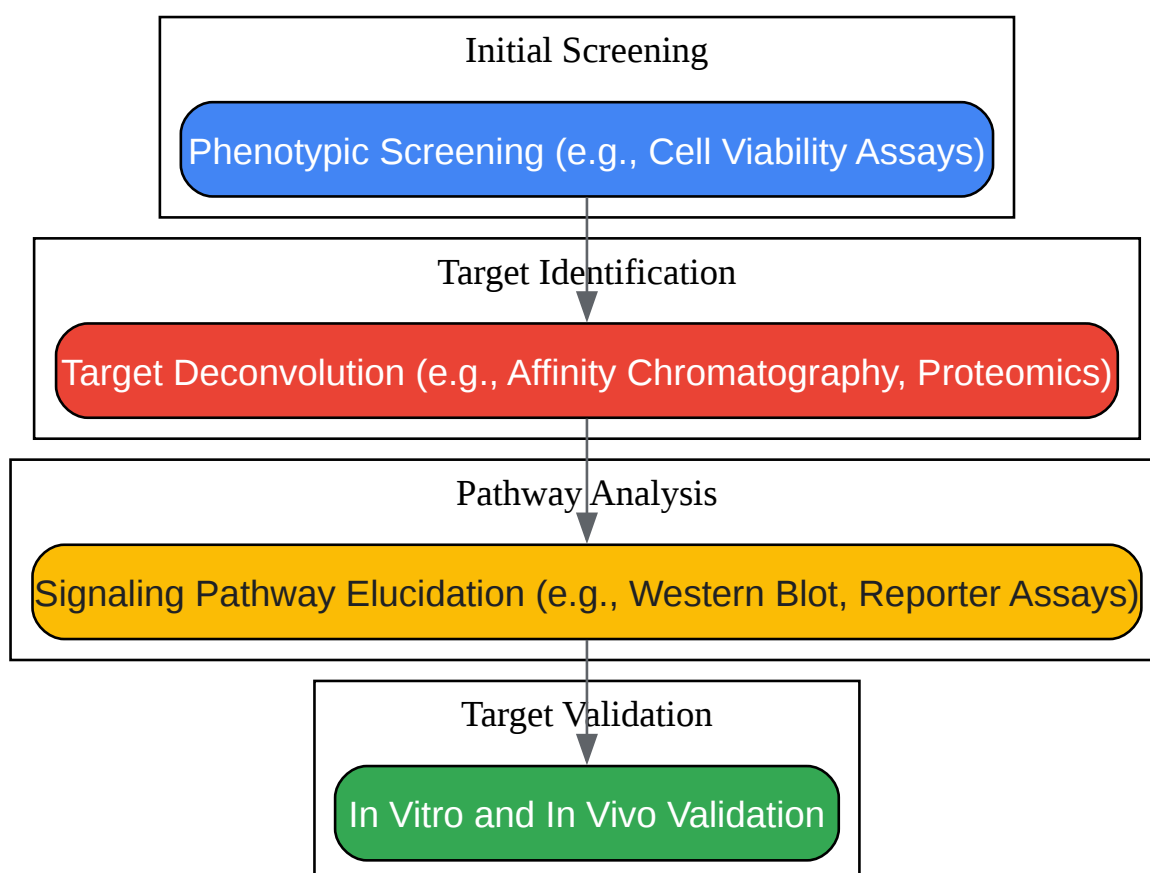 Initial Screening
Phenotypic Screening (e.g., Cell Viability Assays)
Target Identification
Target Deconvolution (e.g., Affinity Chromatography, Proteomics)
Pathway Analysis
Signaling Pathway Elucidation (e.g., Western Blot, Reporter Assays)
Target Validation
In Vitro and In Vivo Validation